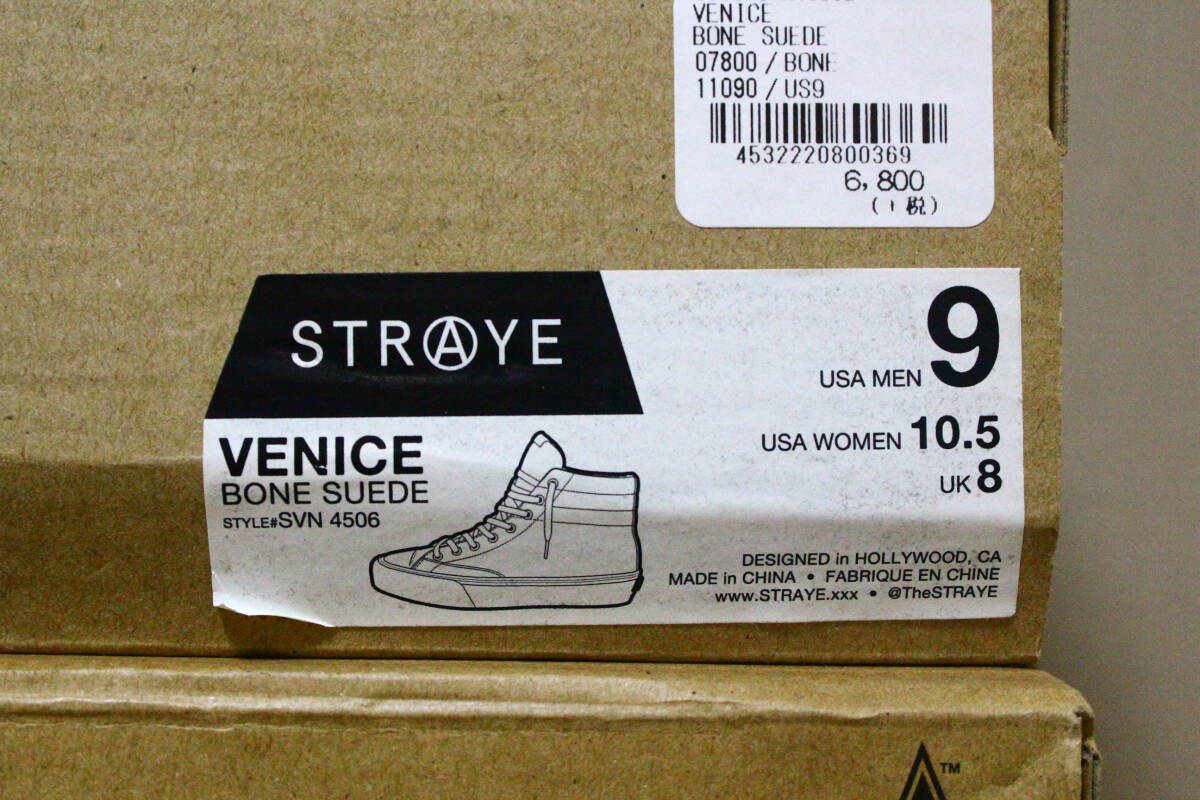 VENICE
BONE SUEDE
07800 / BONE
11090 / US9
4532220800369
6,800
STRAYE
USA MEN 9
USA WOMEN 10.5
UK 8
VENICE
BONE SUEDE
STYLE#SVN 4506
DESIGNED in HOLLYWOOD, CA
MADE in CHINA • FABRIQUE EN CHINE
www.STRAYE.xxx • @TheSTRAYE
TM